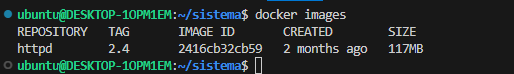 ubuntu@DESKTOP-1OPM1EM:~/sistema$ docker images
REPOSITORY   TAG       IMAGE ID       CREATED        SIZE
httpd        2.4       2416cb32cb59   2 months ago   117MB
ubuntu@DESKTOP-1OPM1EM:~/sistema$